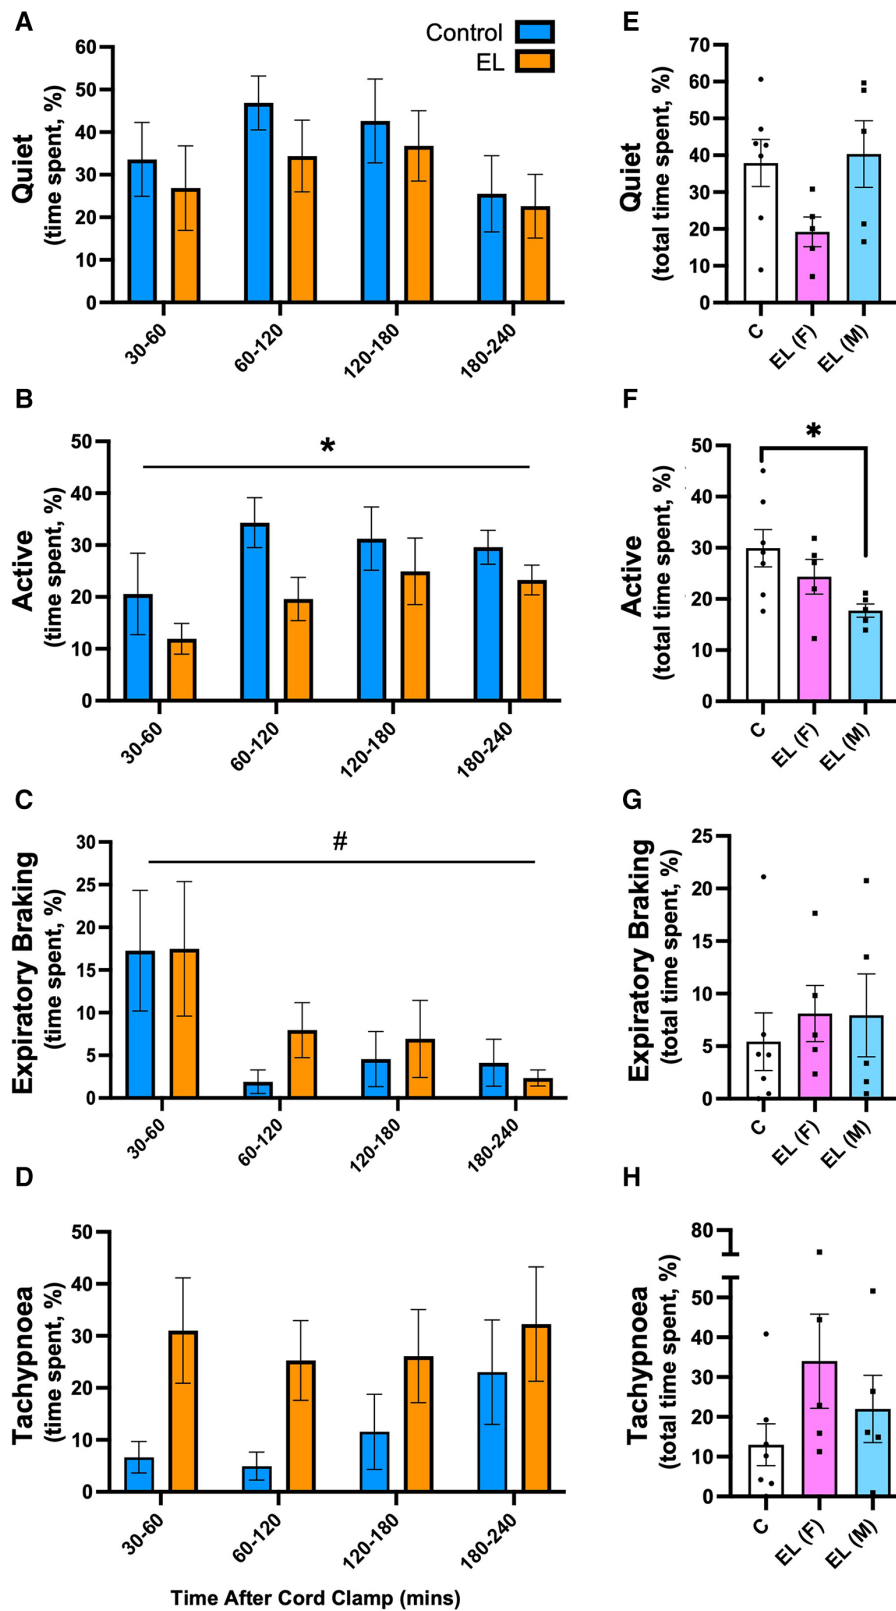 A
Control
EL
Quiet
(time spent, %)
60
50
40
30
20
10
0
30-60
60-120
120-180
180-240
E
Quiet
(total time spent, %)
70
60
50
40
30
20
10
0
C
EL (F)
EL (M)
B
Active
(time spent, %)
50
40
30
20
10
0
*
30-60
60-120
120-180
180-240
F
Active
(total time spent, %)
50
40
30
20
10
0
*
C
EL (F)
EL (M)
C
Expiratory Braking
(time spent, %)
30
25
20
15
10
5
0
#
30-60
60-120
120-180
180-240
G
Expiratory Braking
(total time spent, %)
25
20
15
10
5
0
C
EL (F)
EL (M)
D
Tachypnoea
(time spent, %)
50
40
30
20
10
0
30-60
60-120
120-180
180-240
Time After Cord Clamp (mins)
H
Tachypnoea
(total time spent, %)
80
50
40
30
20
10
0
C
EL (F)
EL (M)